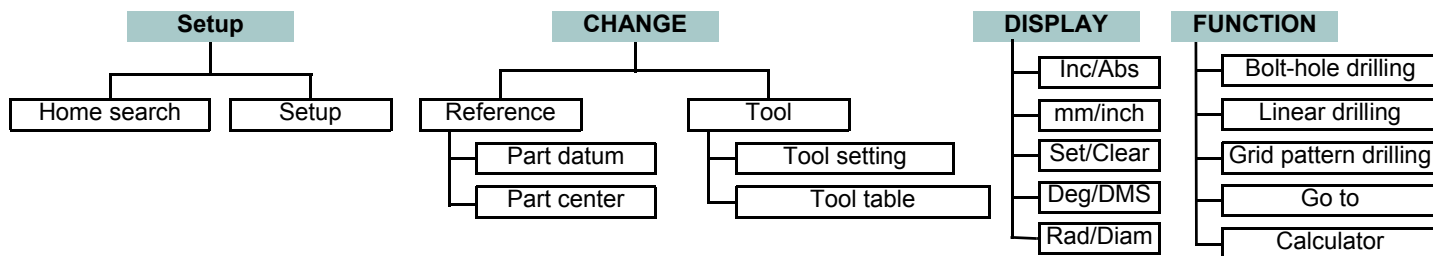 Setup
Home search
Setup
CHANGE
Reference
Part datum
Part center
Tool
Tool setting
Tool table
DISPLAY
Inc/Abs
mm/inch
Set/Clear
Deg/DMS
Rad/Diam
FUNCTION
Bolt-hole drilling
Linear drilling
Grid pattern drilling
Go to
Calculator